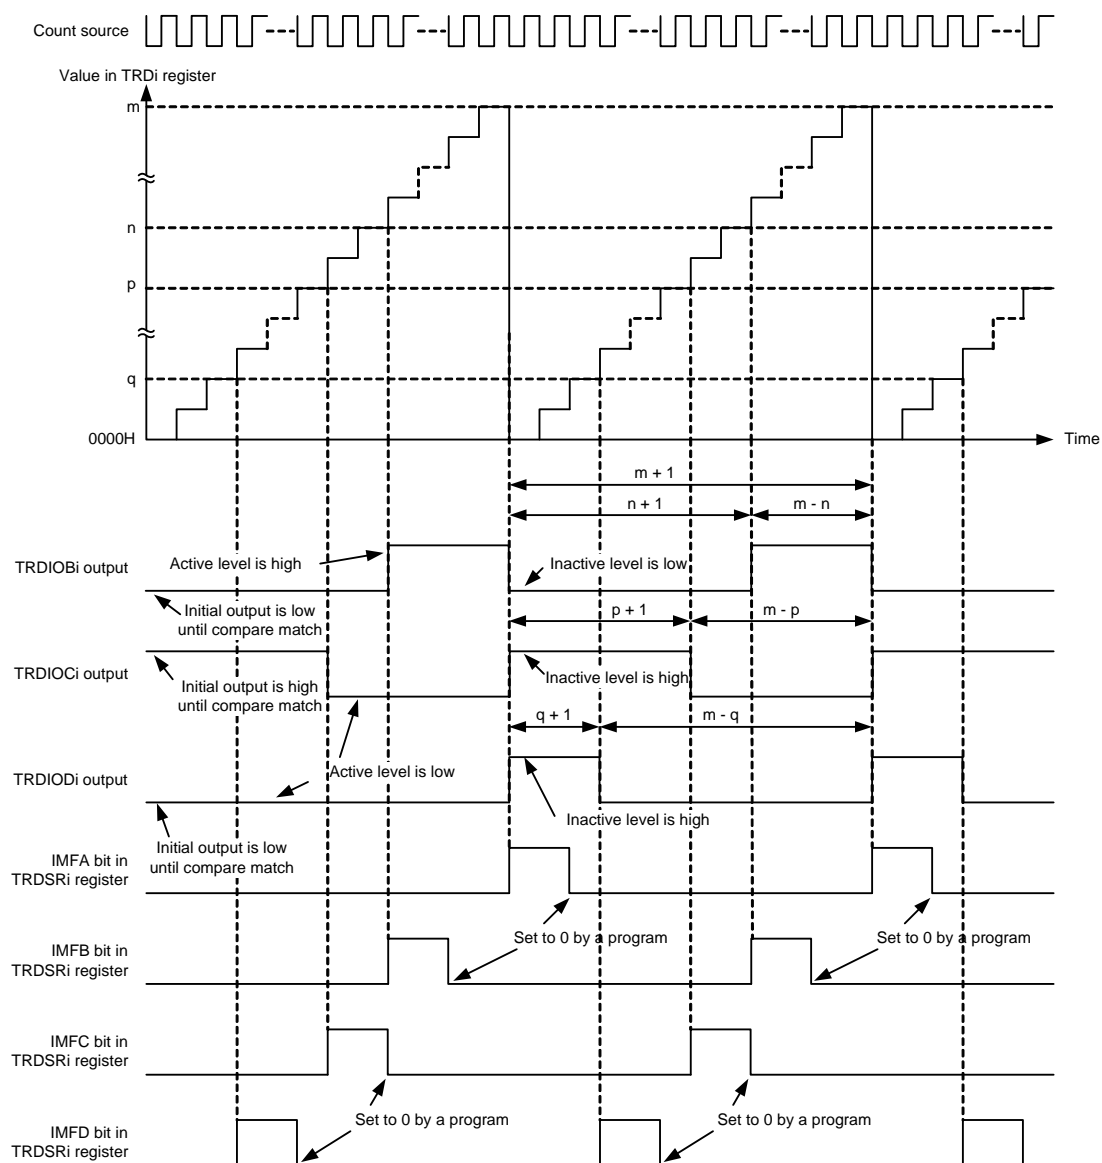 Count source
Value in TRDi register
m
n
p
q
0000H
Time
m + 1
n + 1
m - n
TRDIOBi output
Active level is high
Inactive level is low
Initial output is low
until compare match
p + 1
m - p
TRDIOCi output
Initial output is high
until compare match
Inactive level is high
q + 1
m - q
TRDIODi output
Active level is low
Inactive level is high
Initial output is low
until compare match
IMFA bit in
TRDSRi register
Set to 0 by a program
Set to 0 by a program
IMFB bit in
TRDSRi register
IMFC bit in
TRDSRi register
Set to 0 by a program
Set to 0 by a program
IMFD bit in
TRDSRi register